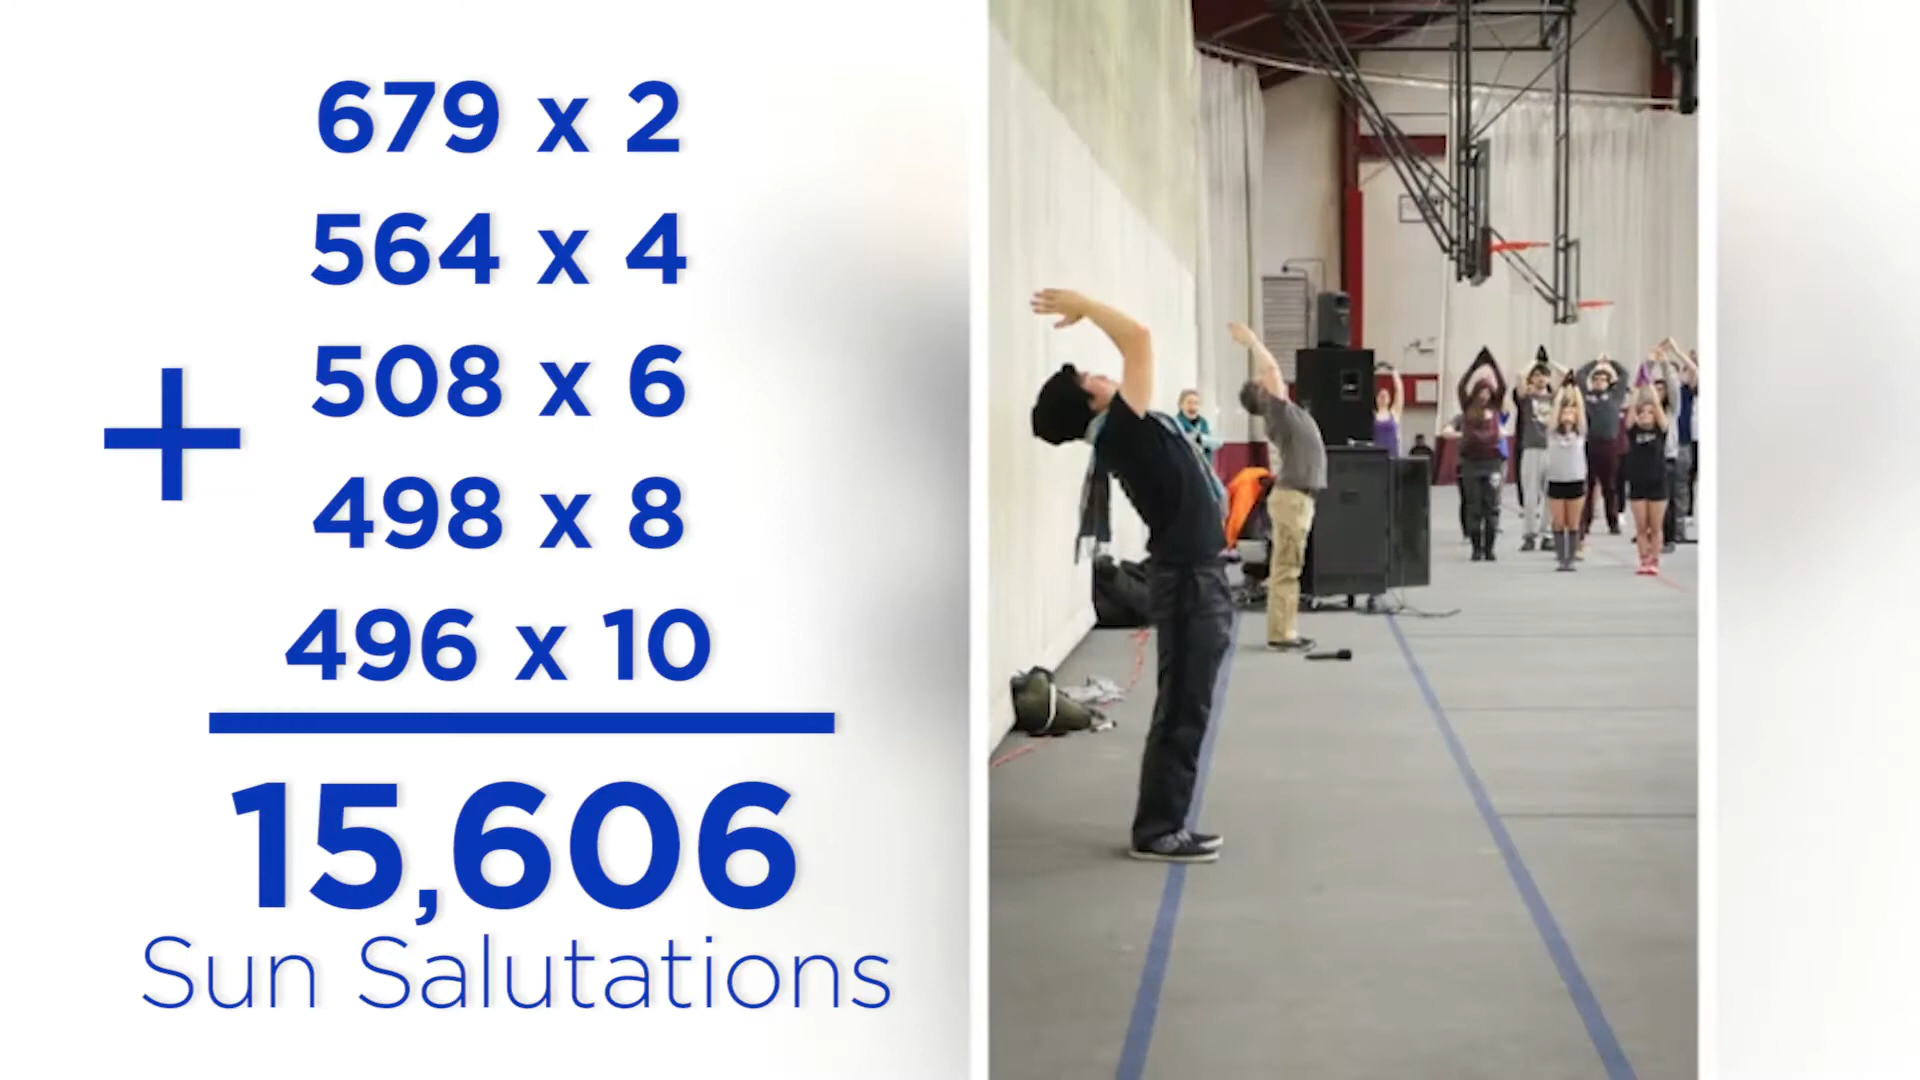 679 x 2
564 x 4
508 x 6
+
498 x 8
496 x 10
15,606
Sun Salutations